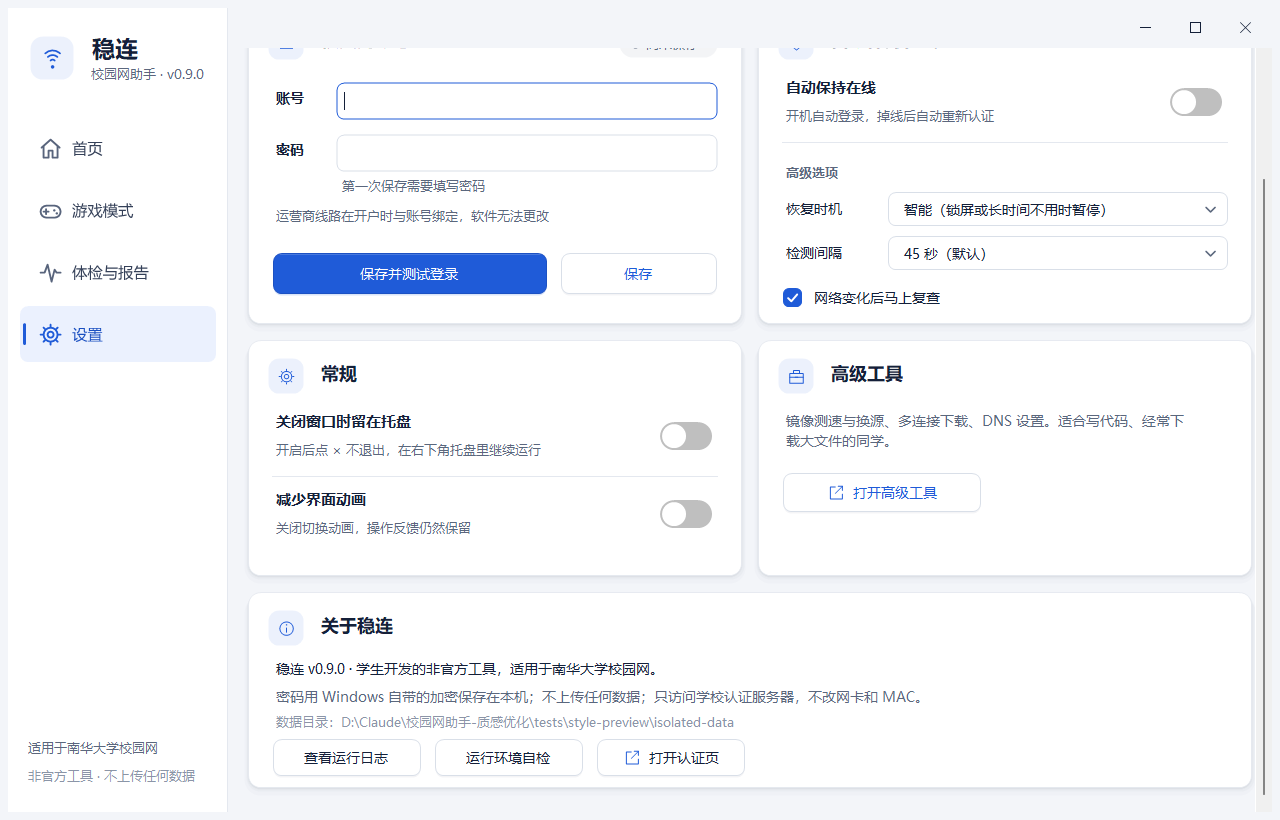 稳连
校园网助手 · v0.9.0
首页
游戏模式
体检与报告
设置
适用于南华大学校园网
非官方工具 · 不上传任何数据
账号
密码
第一次保存需要填写密码
运营商线路在开户时与账号绑定，软件无法更改
保存并测试登录
保存
自动保持在线
开机自动登录，掉线后自动重新认证
高级选项
恢复时机
智能（锁屏或长时间不用时暂停）
检测间隔
45 秒（默认）
网络变化后马上复查
常规
关闭窗口时留在托盘
开启后点 × 不退出，在右下角托盘里继续运行
减少界面动画
关闭切换动画，操作反馈仍然保留
高级工具
镜像测速与换源、多连接下载、DNS 设置。适合写代码、经常下
载大文件的同学。
打开高级工具
关于稳连
稳连 v0.9.0 · 学生开发的非官方工具，适用于南华大学校园网。
密码用 Windows 自带的加密保存在本机；不上传任何数据；只访问学校认证服务器，不改网卡和 MAC。
数据目录：D:\Claude\校园网助手-质感优化\tests\style-preview\isolated-data
查看运行日志
运行环境自检
打开认证页